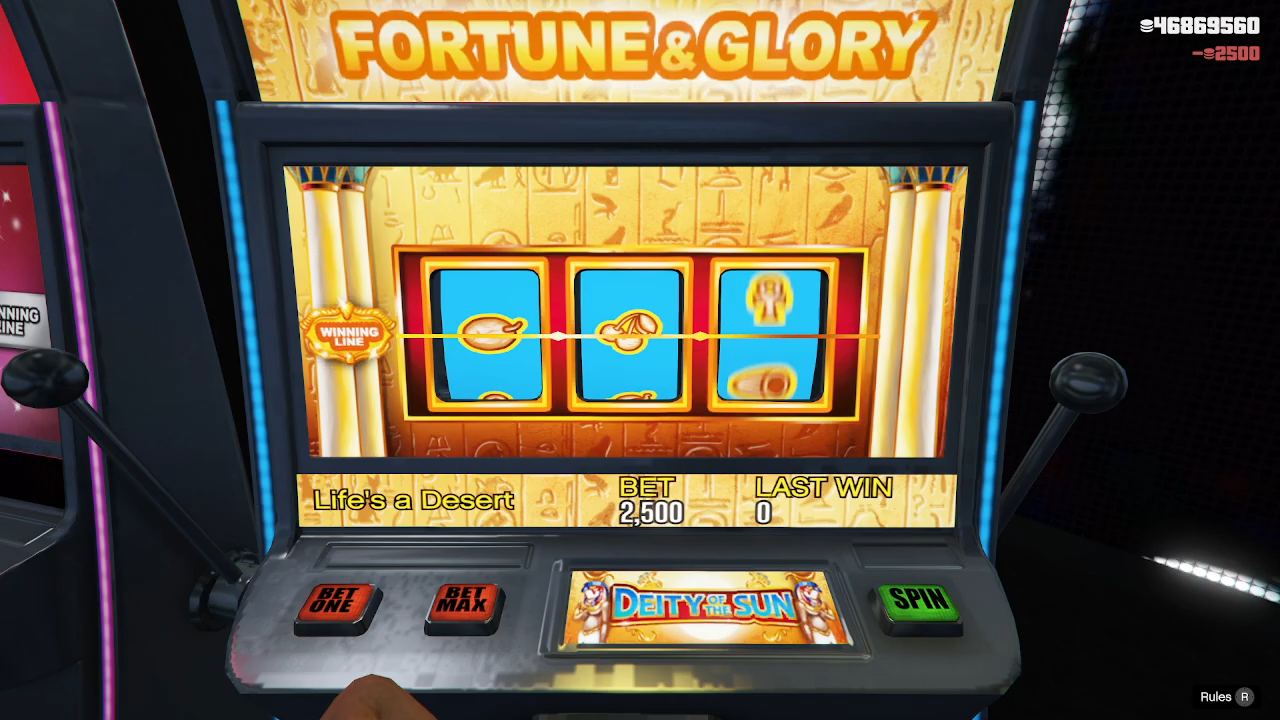 FORTUNE & GLORY
46869560
-2500
NNING
INE
WINNING
LINE
Life's a Desert
BET
2,500
LAST WIN
0
BET
ONE
BET
MAX
DEITY OF THE SUN
SPIN
Rules R